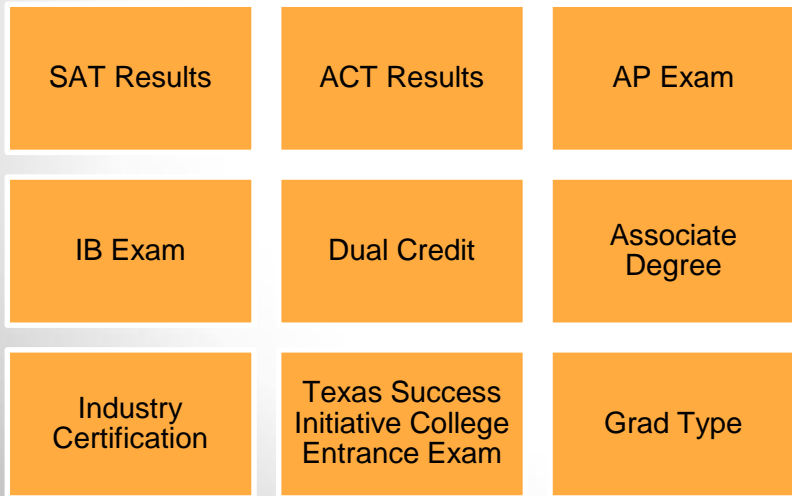 SAT Results
ACT Results
AP Exam
IB Exam
Dual Credit
Associate
Degree
Industry
Certification
Texas Success
Initiative College
Entrance Exam
Grad Type